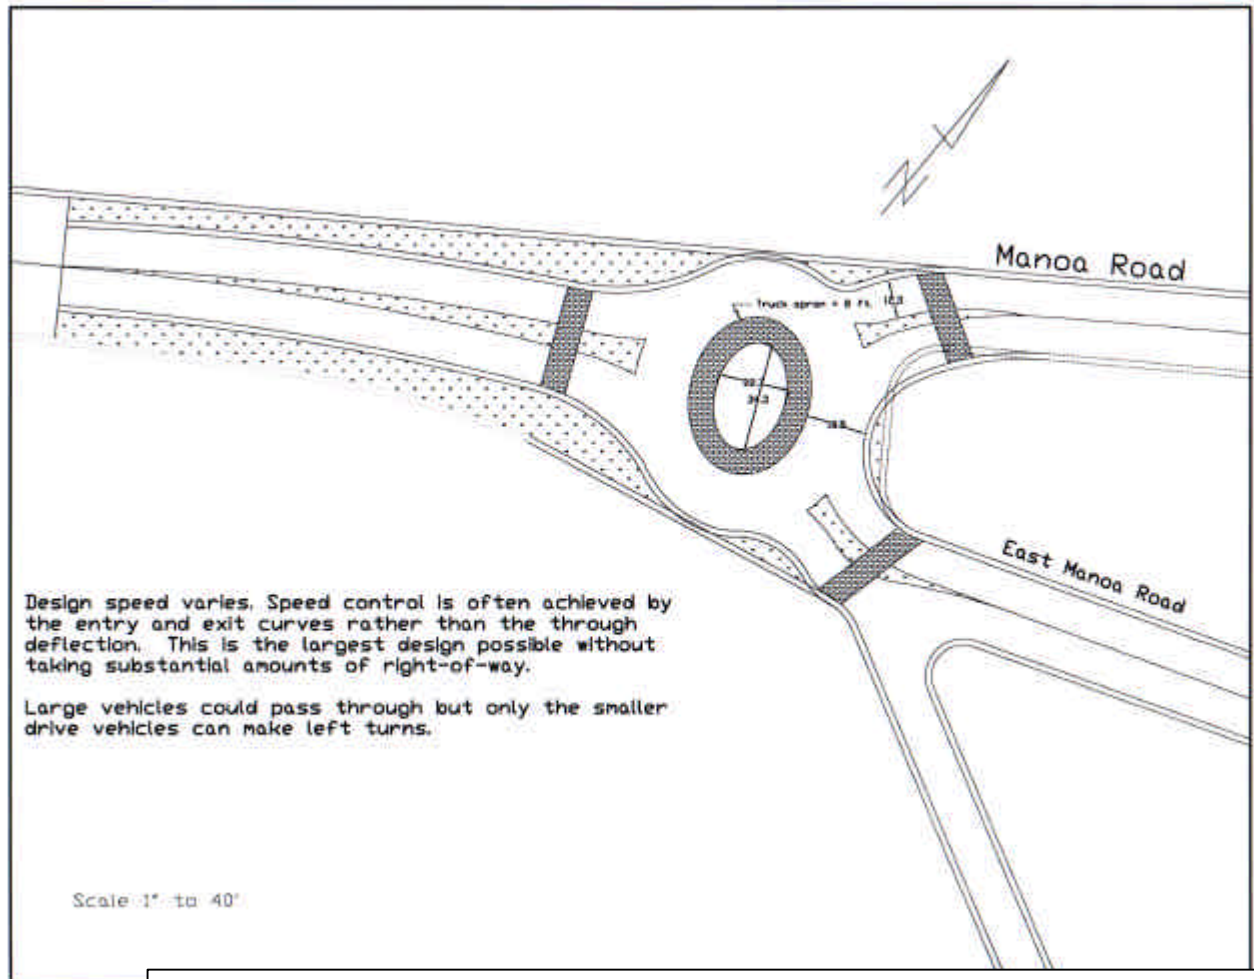 Manoa Road
Truck apron = 8 ft.
East Manoa Road
Design speed varies. Speed control is often achieved by
the entry and exit curves rather than the through
deflection. This is the largest design possible without
taking substantial amounts of right-of-way.
Large vehicles could pass through but only the smaller
drive vehicles can make left turns.
Scale 1" to 40'